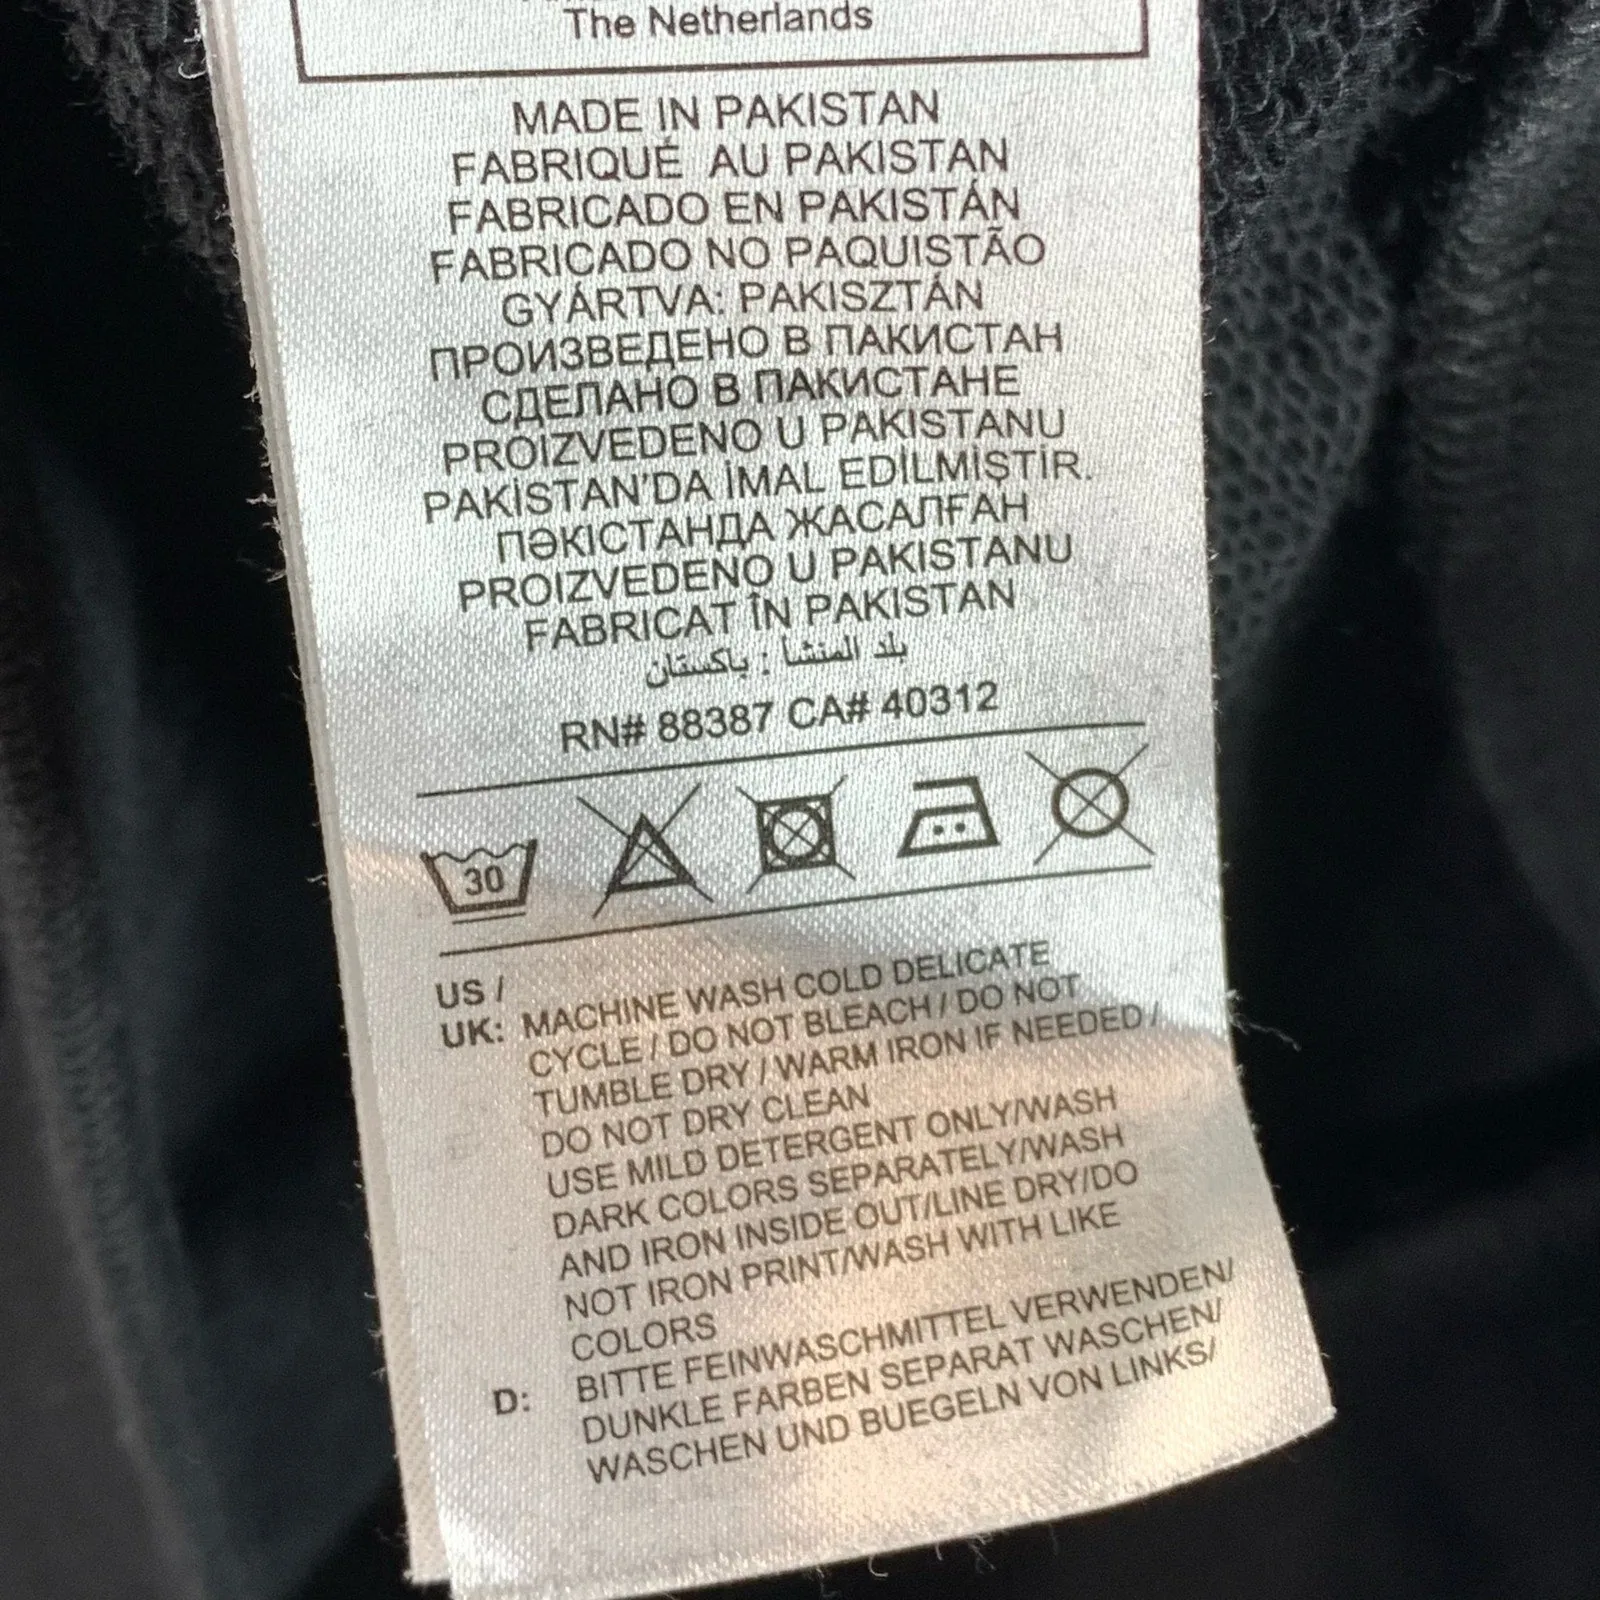 The Netherlands
MADE IN PAKISTAN
FABRIQUÉ AU PAKISTAN
FABRICADO EN PAKISTÁN
FABRICADO NO PAQUISTÃO
GYÁRTVA: PAKISZTÁN
ПРОИЗВЕДЕНО В ПАКИСТАН
СДЕЛАНО В ПАКИСТАНЕ
PROIZVEDENO U PAKISTANU
PAKİSTAN'DA İMAL EDİLMİŞTİR.
ПӘКІСТАНДА ЖАСАЛҒАН
PROIZVEDENO U PAKISTANU
FABRICAT ÎN PAKISTAN
بلد المنشأ : باكستان
RN# 88387 CA# 40312
30
US /
UK: MACHINE WASH COLD DELICATE
CYCLE / DO NOT BLEACH / DO NOT
TUMBLE DRY / WARM IRON IF NEEDED /
DO NOT DRY CLEAN
USE MILD DETERGENT ONLY/WASH
DARK COLORS SEPARATELY/WASH
AND IRON INSIDE OUT/LINE DRY/DO
NOT IRON PRINT/WASH WITH LIKE
COLORS
D: BITTE FEINWASCHMITTEL VERWENDEN/
DUNKLE FARBEN SEPARAT WASCHEN/
WASCHEN UND BUEGELN VON LINKS/